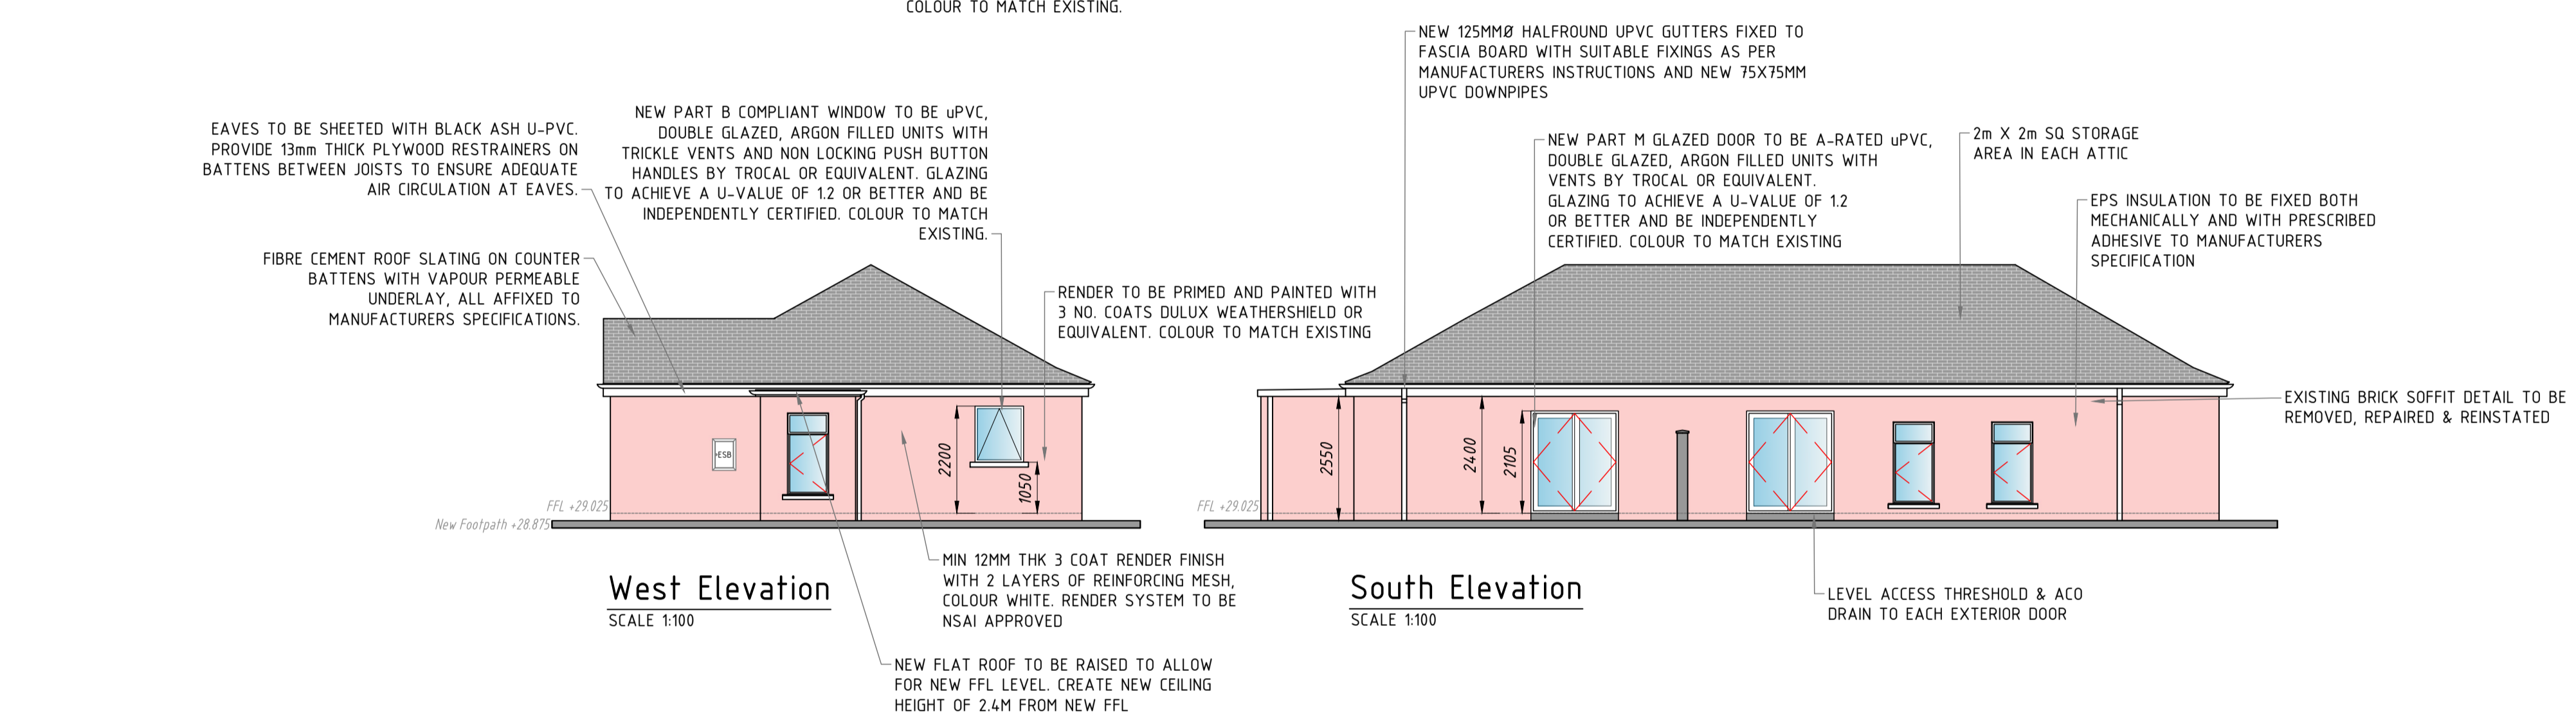 COLOUR TO MATCH EXISTING.
EAVES TO BE SHEETED WITH BLACK ASH U-PVC.
PROVIDE 13mm THICK PLYWOOD RESTRAINERS ON
BATTENS BETWEEN JOISTS TO ENSURE ADEQUATE
AIR CIRCULATION AT EAVES.
FIBRE CEMENT ROOF SLATING ON COUNTER
BATTENS WITH VAPOUR PERMEABLE
UNDERLAY, ALL AFFIXED TO
MANUFACTURERS SPECIFICATIONS.
NEW PART B COMPLIANT WINDOW TO BE uPVC,
DOUBLE GLAZED, ARGON FILLED UNITS WITH
TRICKLE VENTS AND NON LOCKING PUSH BUTTON
HANDLES BY TROCAL OR EQUIVALENT. GLAZING
TO ACHIEVE A U-VALUE OF 1.2 OR BETTER AND BE
INDEPENDENTLY CERTIFIED. COLOUR TO MATCH
EXISTING.
RENDER TO BE PRIMED AND PAINTED WITH
3 NO. COATS DULUX WEATHERSHIELD OR
EQUIVALENT. COLOUR TO MATCH EXISTING
ESB
2200
1050
FFL +29.025
New Footpath +28.875
West Elevation
SCALE 1:100
MIN 12MM THK 3 COAT RENDER FINISH
WITH 2 LAYERS OF REINFORCING MESH,
COLOUR WHITE. RENDER SYSTEM TO BE
NSAI APPROVED
NEW FLAT ROOF TO BE RAISED TO ALLOW
FOR NEW FFL LEVEL. CREATE NEW CEILING
HEIGHT OF 2.4M FROM NEW FFL
NEW 125MMØ HALFROUND UPVC GUTTERS FIXED TO
FASCIA BOARD WITH SUITABLE FIXINGS AS PER
MANUFACTURERS INSTRUCTIONS AND NEW 75X75MM
UPVC DOWNPIPES
NEW PART M GLAZED DOOR TO BE A-RATED uPVC,
DOUBLE GLAZED, ARGON FILLED UNITS WITH
VENTS BY TROCAL OR EQUIVALENT.
GLAZING TO ACHIEVE A U-VALUE OF 1.2
OR BETTER AND BE INDEPENDENTLY
CERTIFIED. COLOUR TO MATCH EXISTING
2m X 2m SQ STORAGE
AREA IN EACH ATTIC
EPS INSULATION TO BE FIXED BOTH
MECHANICALLY AND WITH PRESCRIBED
ADHESIVE TO MANUFACTURERS
SPECIFICATION
EXISTING BRICK SOFFIT DETAIL TO BE
REMOVED, REPAIRED & REINSTATED
2550
2400
2105
FFL +29.025
South Elevation
SCALE 1:100
LEVEL ACCESS THRESHOLD & ACO
DRAIN TO EACH EXTERIOR DOOR